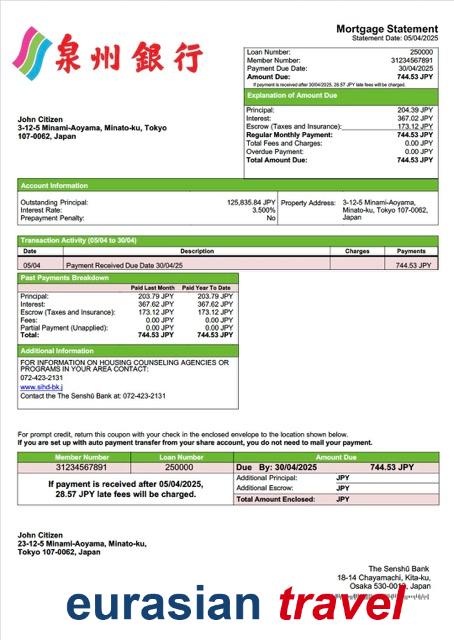 泉州銀行
Mortgage Statement
Statement Date: 05/04/2025
Loan Number: 250000
Member Number: 31234567891
Payment Due Date: 30/04/2025
Amount Due: 744.53 JPY
If payment is received after 30/04/2025, 28.57 JPY late fees will be charged.
Explanation of Amount Due
Principal: 204.39 JPY
Interest: 367.02 JPY
Escrow (Taxes and Insurance): 173.12 JPY
Regular Monthly Payment: 744.53 JPY
Total Fees and Charges: 0.00 JPY
Overdue Payment: 0.00 JPY
Total Amount Due: 744.53 JPY
John Citizen
3-12-5 Minami-Aoyama, Minato-ku, Tokyo
107-0062, Japan
Account Information
Outstanding Principal: 125,835.84 JPY
Interest Rate: 3.500%
Prepayment Penalty: No
Property Address: 3-12-5 Minami-Aoyama,
Minato-ku, Tokyo 107-0062,
Japan
Transaction Activity (05/04 to 30/04)
Date Description Charges Payments
05/04 Payment Received Due Date 30/04/25 744.53 JPY
Past Payments Breakdown
Paid Last Month Paid Year To Date
Principal: 203.79 JPY 203.79 JPY
Interest: 367.62 JPY 367.62 JPY
Escrow (Taxes and Insurance): 173.12 JPY 173.12 JPY
Fees: 0.00 JPY 0.00 JPY
Partial Payment (Unapplied): 0.00 JPY 0.00 JPY
Total: 744.53 JPY 744.53 JPY
Additional Information
FOR INFORMATION ON HOUSING COUNSELING AGENCIES OR
PROGRAMS IN YOUR AREA CONTACT:
072-423-2131
www.sihd-bk.j
Contact the The Senshū Bank at: 072-423-2131
For prompt credit, return this coupon with your check in the enclosed envelope to the location shown below.
If you are set up with auto payment transfer from your share account, you do not need to mail your payment.
Member Number Loan Number Amount Due
31234567891 250000 Due By: 30/04/2025 744.53 JPY
If payment is received after 05/04/2025,
28.57 JPY late fees will be charged.
Additional Principal: JPY
Additional Escrow: JPY
Total Amount Enclosed: JPY
John Citizen
23-12-5 Minami-Aoyama, Minato-ku,
Tokyo 107-0062, Japan
The Senshū Bank
18-14 Chayamachi, Kita-ku,
Osaka Japan
eurasian travel